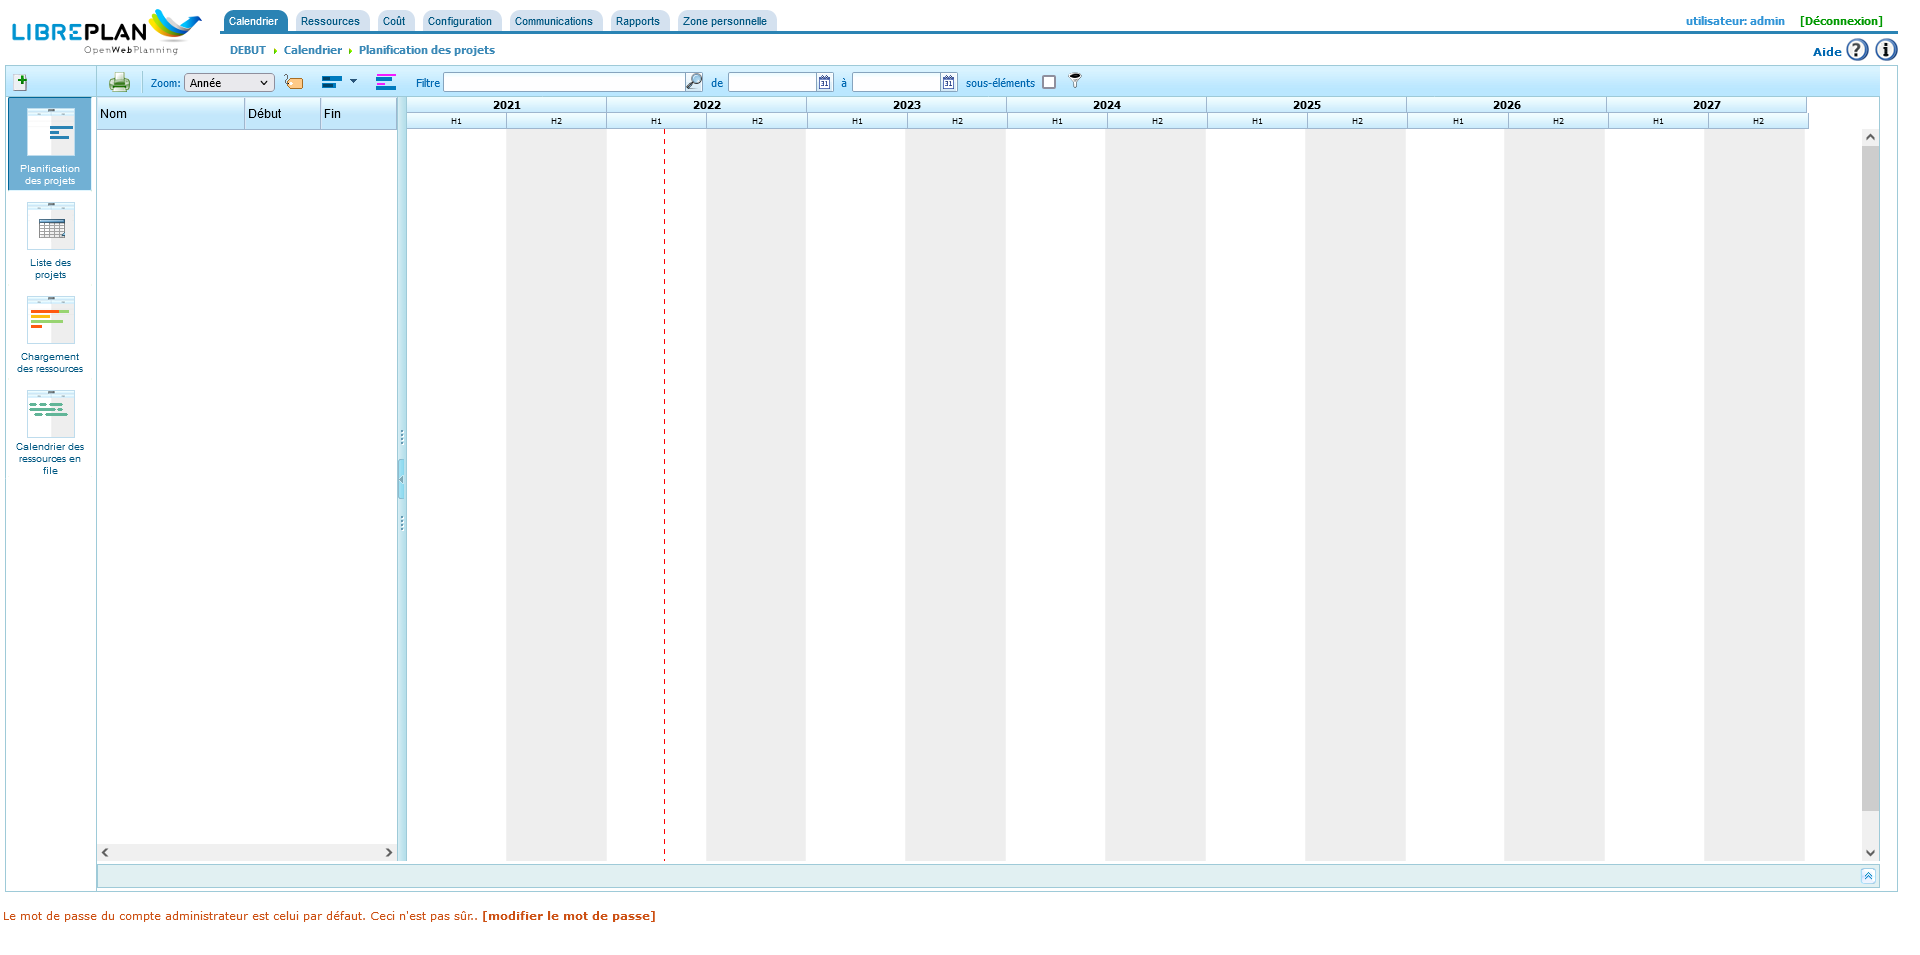 LIBREPLAN
OpenWebPlanning
Calendrier Ressources Coût Configuration Communications Rapports Zone personnelle
utilisateur: admin [Déconnexion]
DEBUT Calendrier Planification des projets
Aide ? i
Zoom: Année Filtre de 31 à 31 sous-éléments
Nom Début Fin
2021 2022 2023 2024 2025 2026 2027
H1 H2 H1 H2 H1 H2 H1 H2 H1 H2 H1 H2 H1 H2
Planification
des projets
Liste des
projets
Chargement
des ressources
Calendrier des
ressources en
file
Le mot de passe du compte administrateur est celui par défaut. Ceci n'est pas sûr.. [modifier le mot de passe]